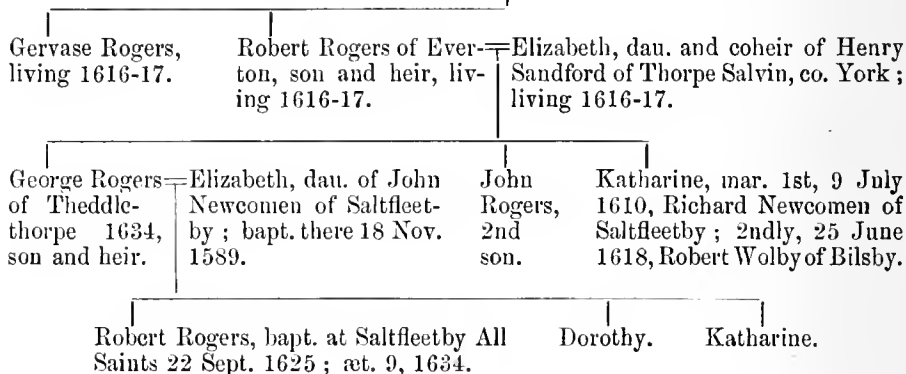 Gervase Rogers,
living 1616-17.
Robert Rogers of Ever-
ton, son and heir, liv-
ing 1616-17.
Elizabeth, dau. and coheir of Henry
Sandford of Thorpe Salvin, co. York ;
living 1616-17.
George Rogers
of Theddle-
thorpe 1634,
son and heir.
Elizabeth, dau. of John
Newcomen of Saltfleet-
by ; bapt. there 18 Nov.
1589.
John
Rogers,
2nd
son.
Katharine, mar. 1st, 9 July
1610, Richard Newcomen of
Saltfleetby ; 2ndly, 25 June
1618, Robert Wolby of Bilsby.
Robert Rogers, bapt. at Saltfleetby All
Saints 22 Sept. 1625 ; æt. 9, 1634.
Dorothy.
Katharine.